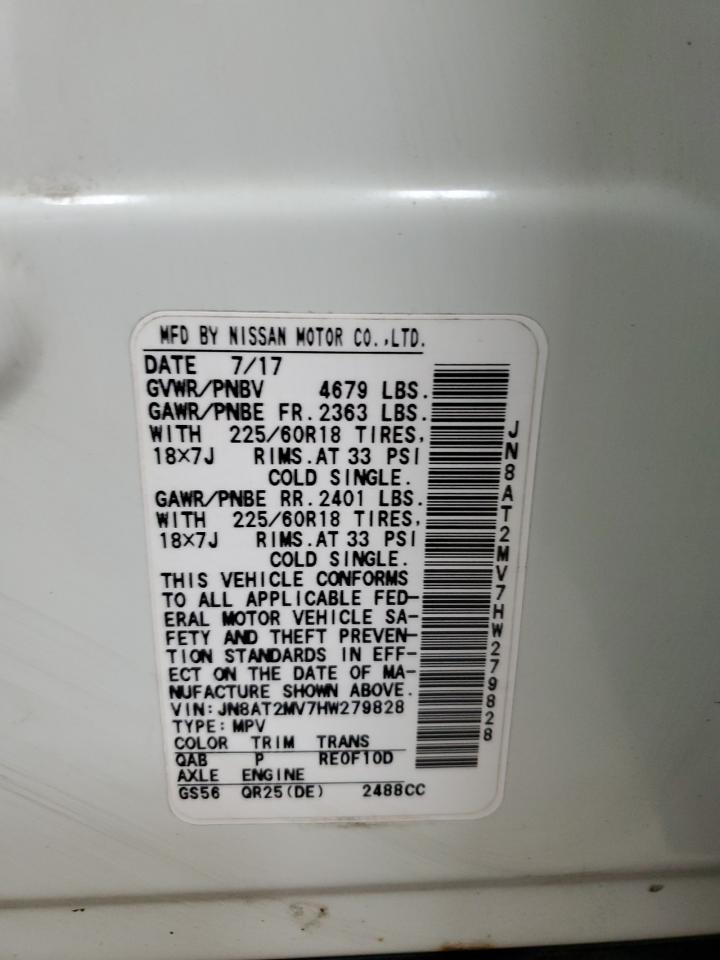 MFD BY NISSAN MOTOR CO.,LTD.
DATE 7/17
GVWR/PNBV 4679 LBS.
GAWR/PNBE FR.2363 LBS.
WITH 225/60R18 TIRES,
18×7J RIMS.AT 33 PSI
COLD SINGLE.
GAWR/PNBE RR.2401 LBS.
WITH 225/60R18 TIRES,
18×7J RIMS.AT 33 PSI
COLD SINGLE.
THIS VEHICLE CONFORMS
TO ALL APPLICABLE FED-
ERAL MOTOR VEHICLE SA-
FETY AND THEFT PREVEN-
TION STANDARDS IN EFF-
ECT ON THE DATE OF MA-
NUFACTURE SHOWN ABOVE.
VIN:JN8AT2MV7HW279828
TYPE:MPV
COLOR TRIM TRANS
QAB P RE0F10D
AXLE ENGINE
GS56 QR25(DE) 2488CC
JN8AT2MV7HW279828